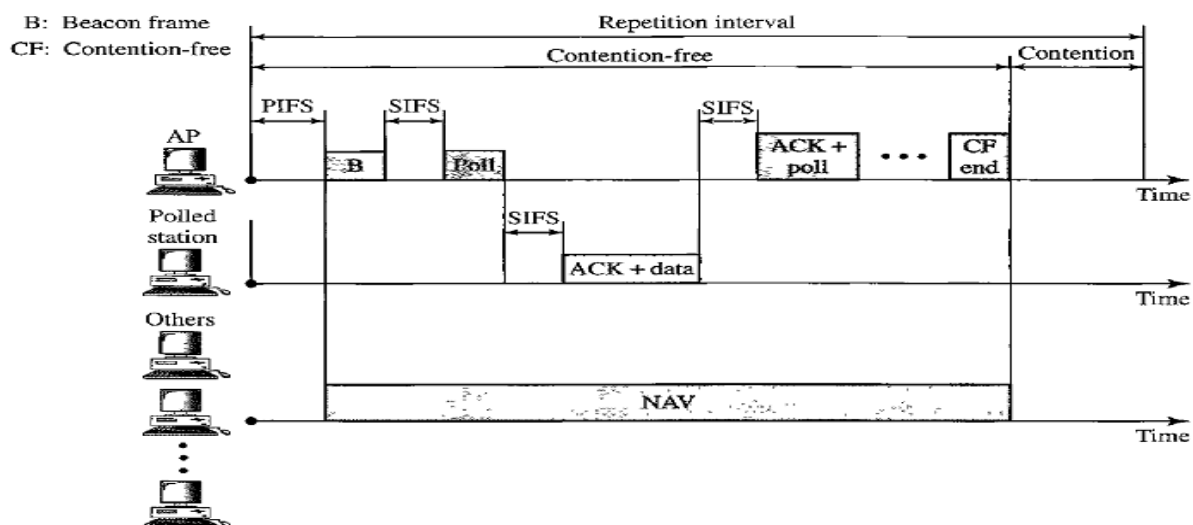 B: Beacon frame
CF: Contention-free
Repetition interval
Contention-free
Contention
PIFS
SIFS
SIFS
AP
B
Poll
ACK +
poll
CF
end
Time
Polled
station
SIFS
ACK + data
Time
Others
NAV
Time